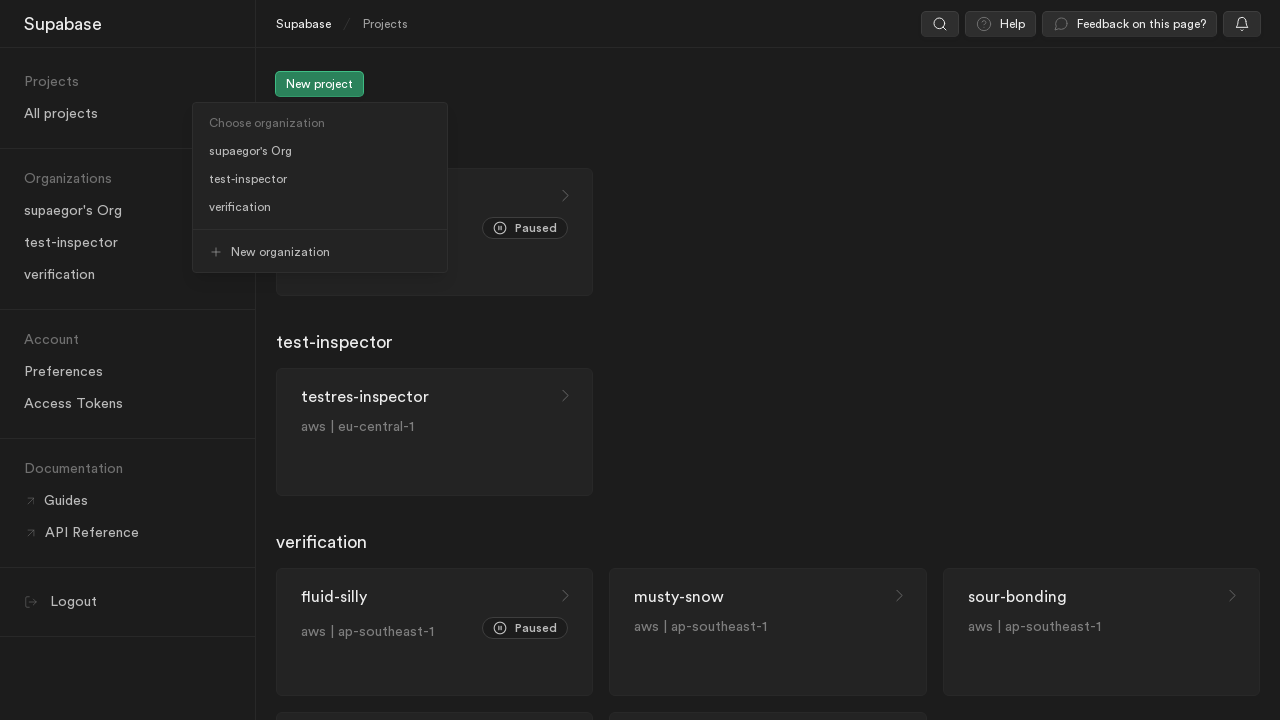 Supabase
Projects
All projects
Organizations
supaegor's Org
test-inspector
verification
Account
Preferences
Access Tokens
Documentation
Guides
API Reference
Logout
Supabase / Projects
Help
Feedback on this page?
New project
Choose organization
supaegor's Org
test-inspector
verification
New organization
Paused
test-inspector
testres-inspector
aws | eu-central-1
verification
fluid-silly
aws | ap-southeast-1
Paused
musty-snow
aws | ap-southeast-1
sour-bonding
aws | ap-southeast-1